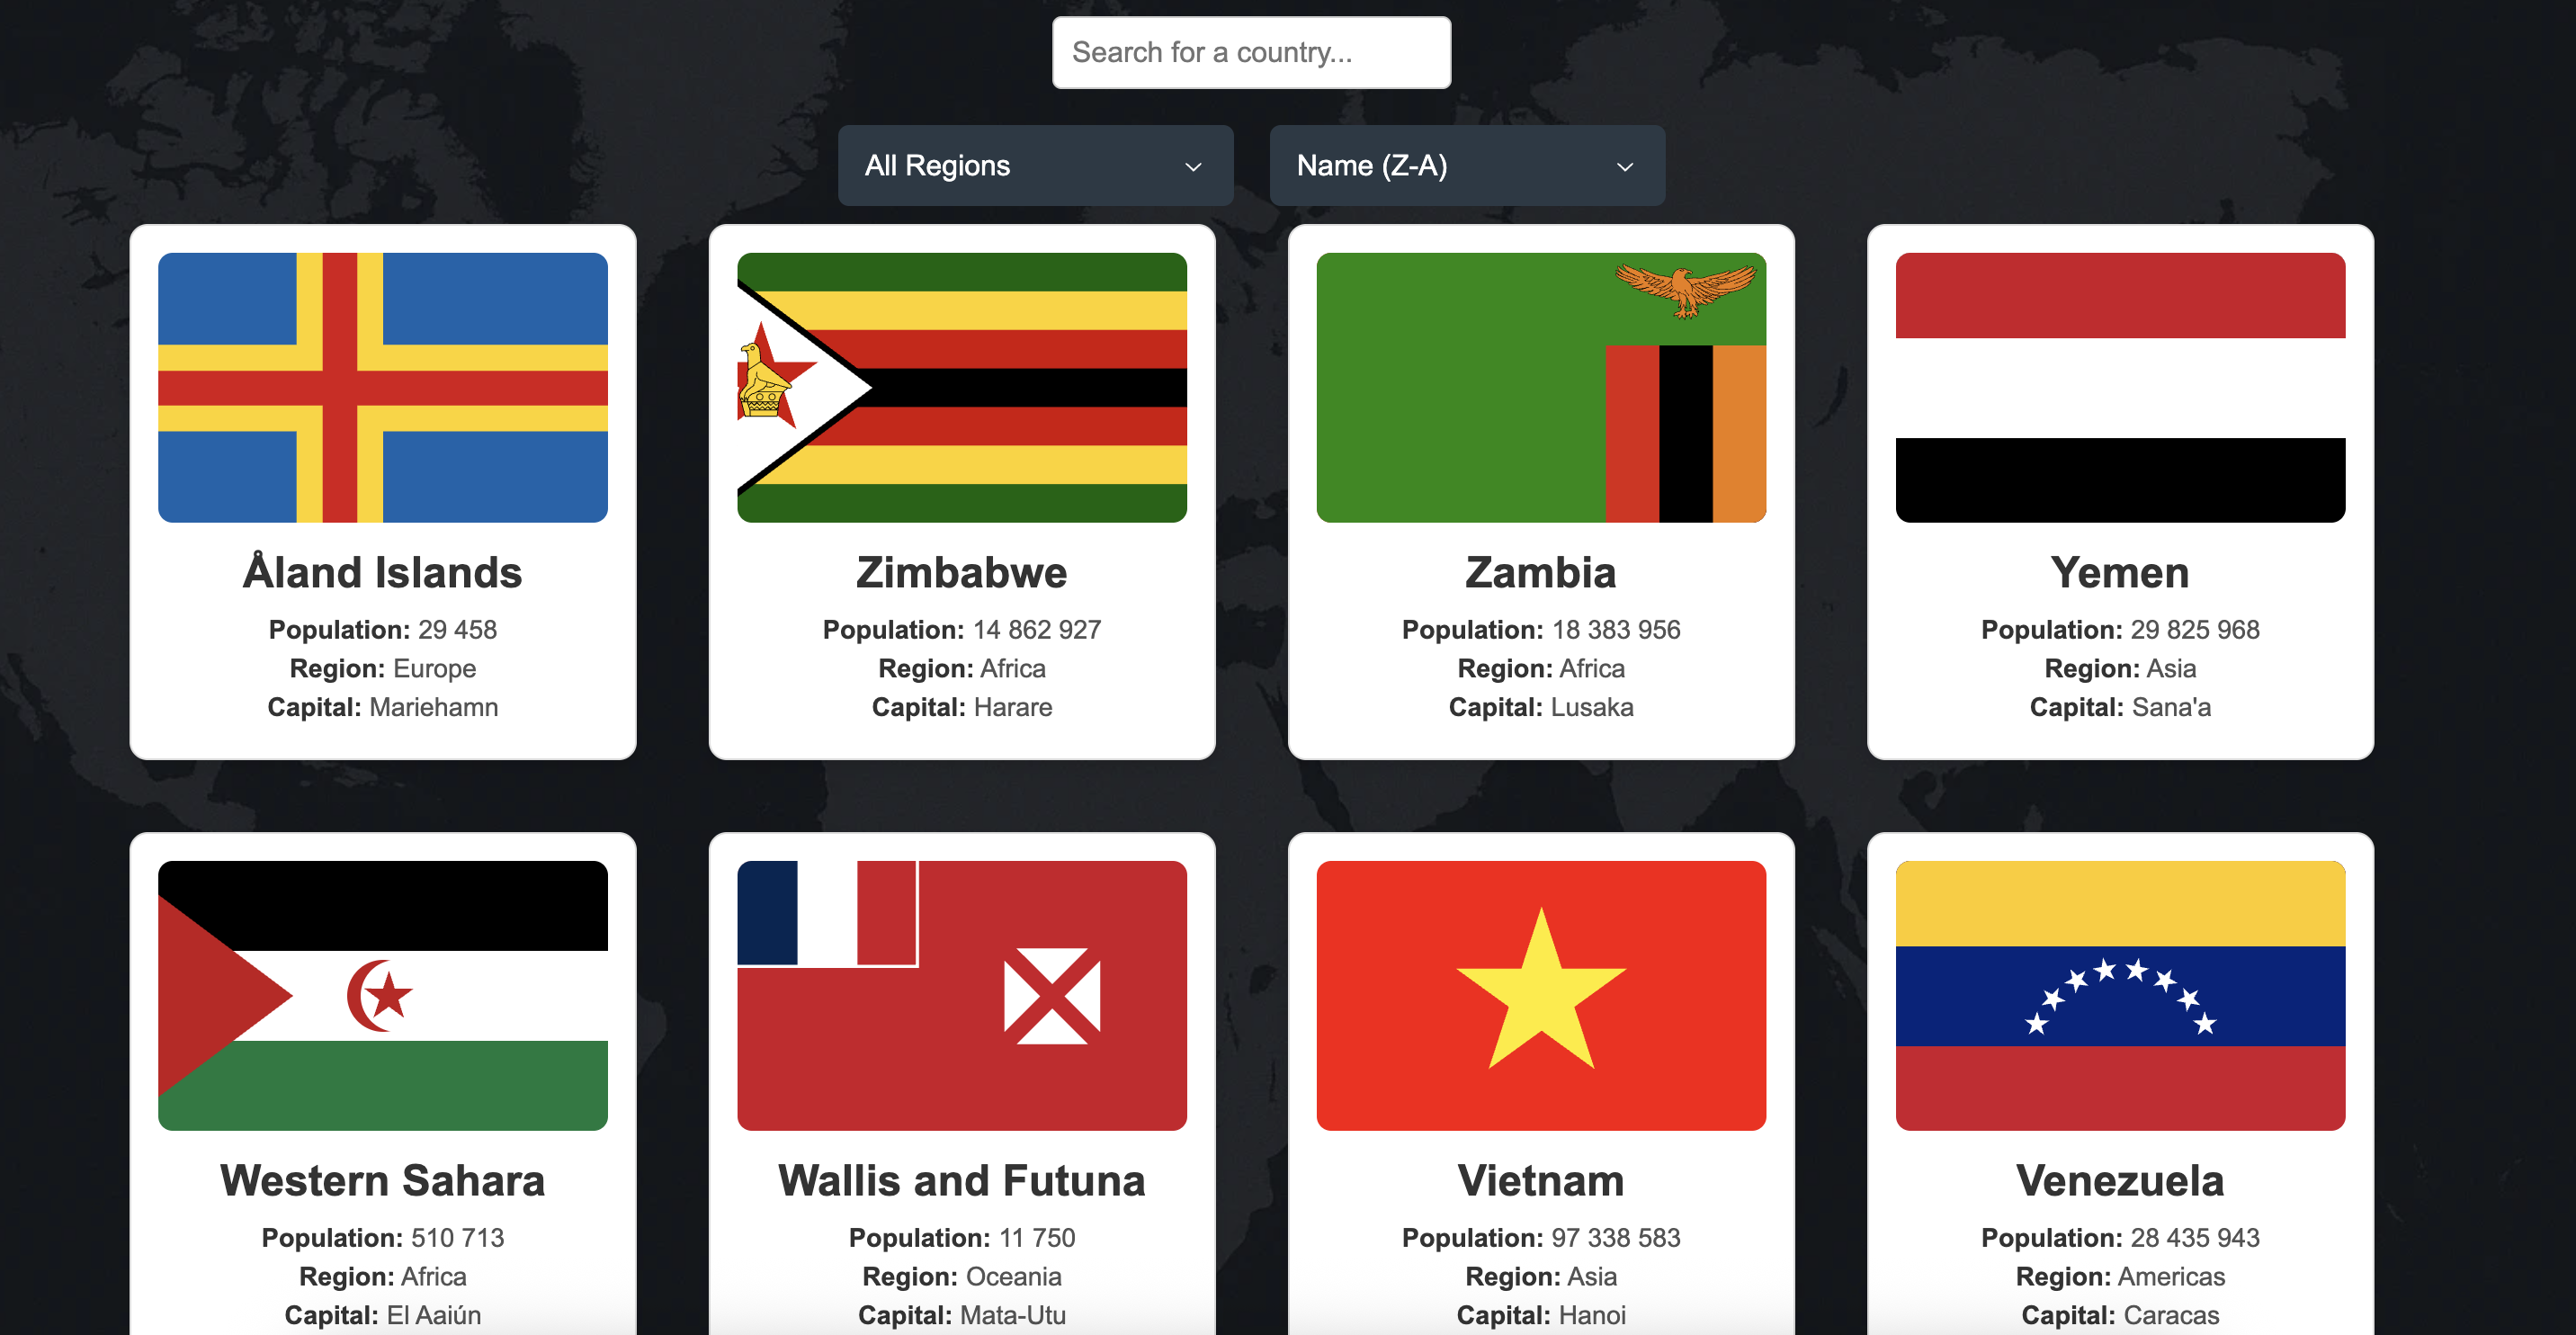 Search for a country...
All Regions
Name (Z-A)
Åland Islands
Population: 29 458
Region: Europe
Capital: Mariehamn
Zimbabwe
Population: 14 862 927
Region: Africa
Capital: Harare
Zambia
Population: 18 383 956
Region: Africa
Capital: Lusaka
Yemen
Population: 29 825 968
Region: Asia
Capital: Sana'a
Western Sahara
Population: 510 713
Region: Africa
Capital: El Aaiún
Wallis and Futuna
Population: 11 750
Region: Oceania
Capital: Mata-Utu
Vietnam
Population: 97 338 583
Region: Asia
Capital: Hanoi
Venezuela
Population: 28 435 943
Region: Americas
Capital: Caracas